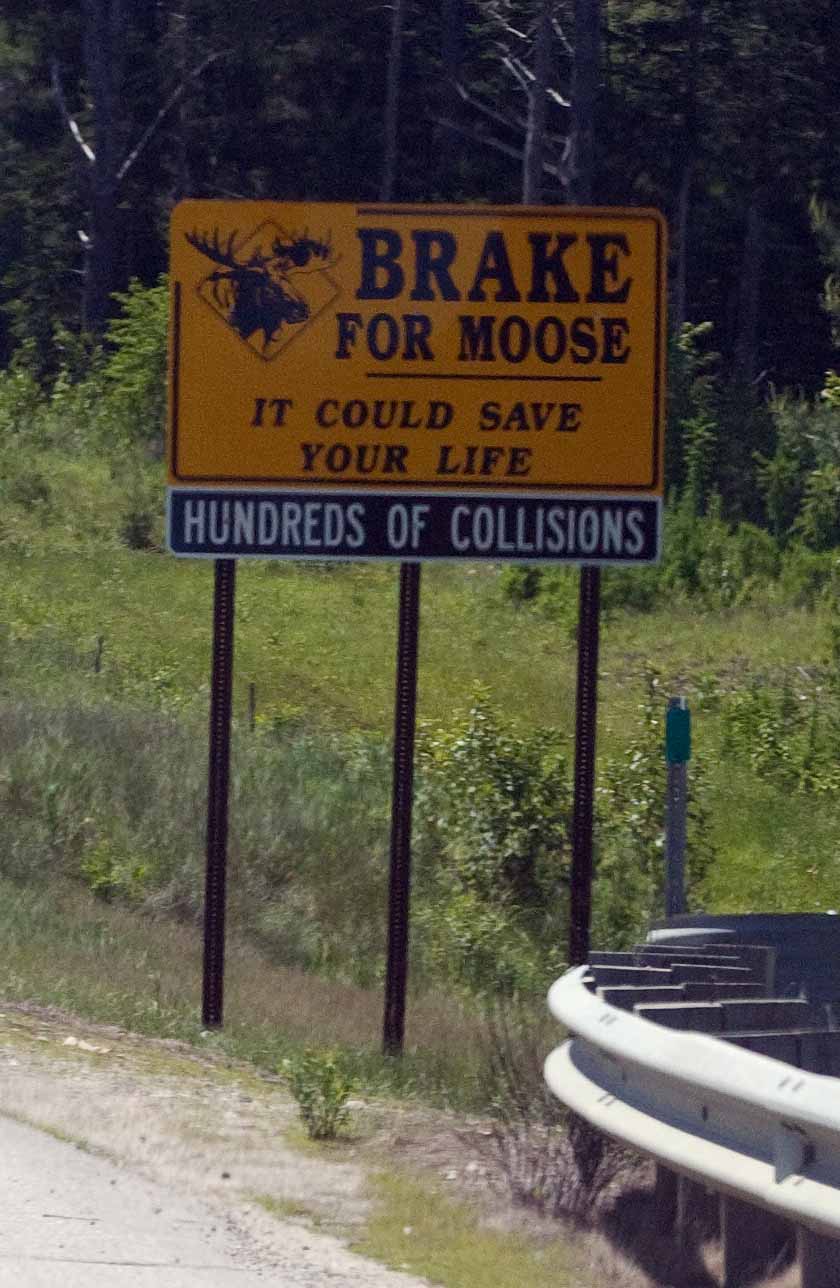 BRAKE
FOR MOOSE
IT COULD SAVE
YOUR LIFE
HUNDREDS OF COLLISIONS